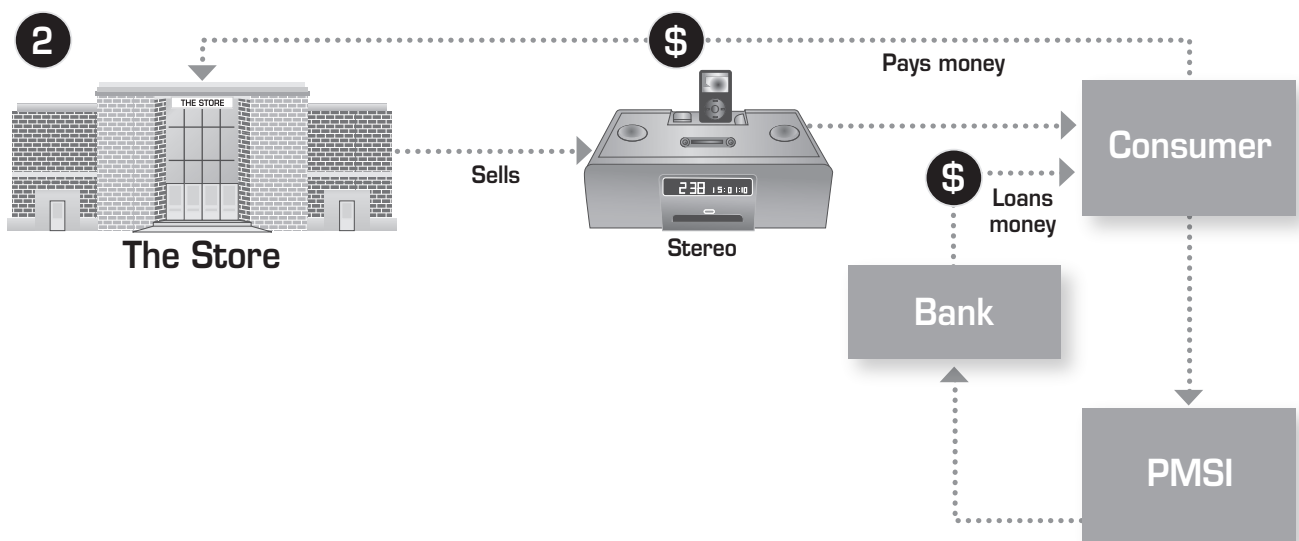 2
$
Pays money
THE STORE
Consumer
Sells
$
Loans
money
238 15:01:10
The Store
Stereo
Bank
PMSI